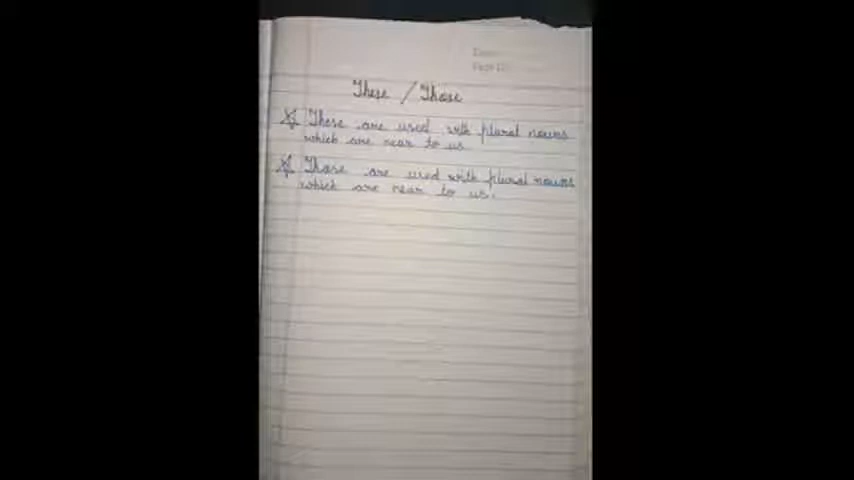 These / Those
These are used with plural nouns
which are near to us
Those are used with plural nouns
which are near to us.